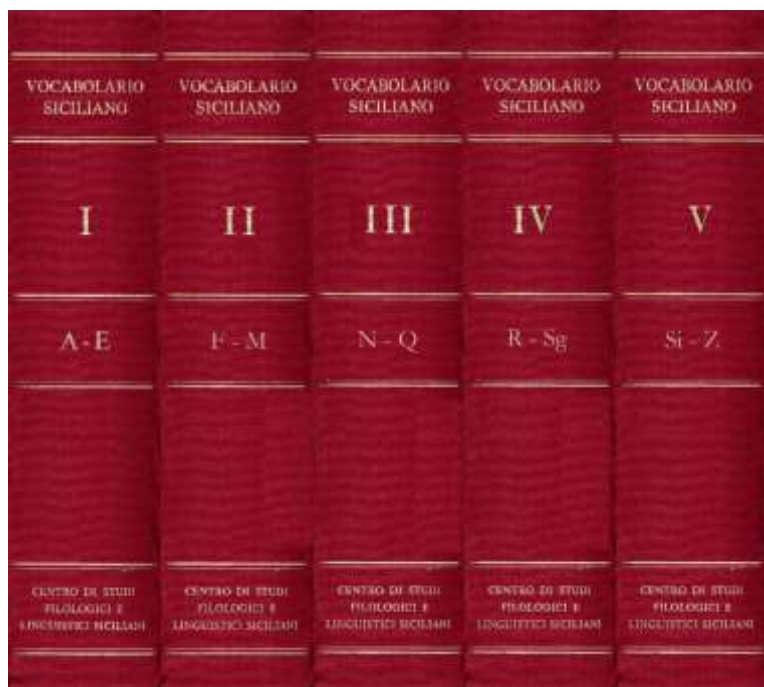 VOCABOLARIO
SICILIANO
I
A - E
CENTRO DI STUDI
FILOLOGICI E
LINGUISTICI SICILIANI
VOCABOLARIO
SICILIANO
II
F - M
CENTRO DI STUDI
FILOLOGICI E
LINGUISTICI SICILIANI
VOCABOLARIO
SICILIANO
III
N - Q
CENTRO DI STUDI
FILOLOGICI E
LINGUISTICI SICILIANI
VOCABOLARIO
SICILIANO
IV
R - Sg
CENTRO DI STUDI
FILOLOGICI E
LINGUISTICI SICILIANI
VOCABOLARIO
SICILIANO
V
Si - Z
CENTRO DI STUDI
FILOLOGICI E
LINGUISTICI SICILIANI